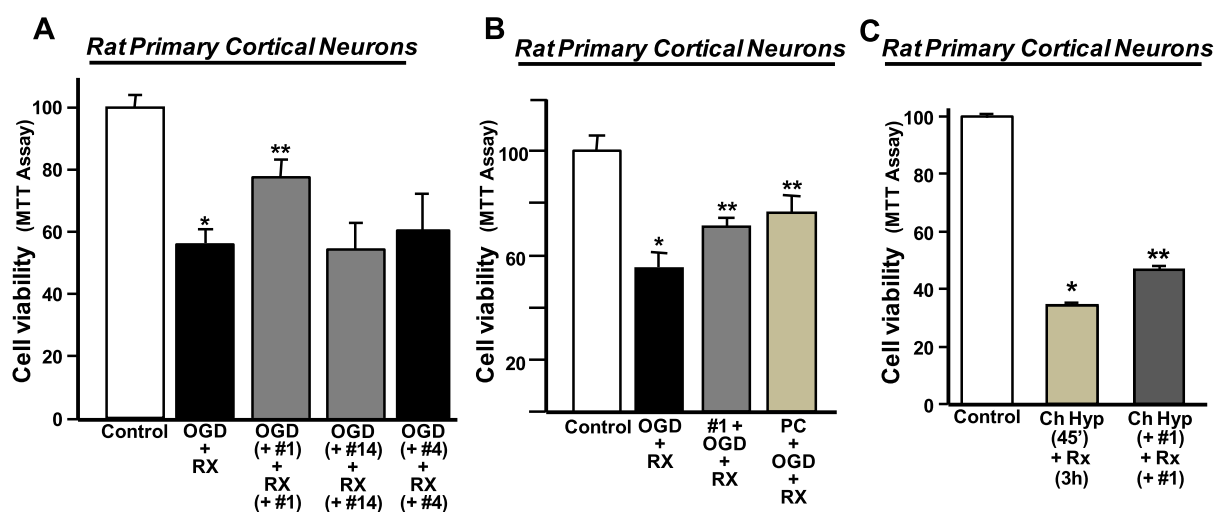 A
Rat Primary Cortical Neurons
Cell viability (MTT Assay)
100
80
60
40
20
0
Control
OGD
+
RX
OGD
(+ #1)
+
RX
(+ #1)
OGD
(+ #14)
+
RX
(+ #14)
OGD
(+ #4)
+
RX
(+ #4)
*
**
B
Rat Primary Cortical Neurons
Cell viability (MTT Assay)
100
60
20
*
**
**
Control
OGD
+
RX
#1 +
OGD
+
RX
PC
+
OGD
+
RX
C
Rat Primary Cortical Neurons
Cell viability (MTT Assay)
100
80
60
40
20
0
*
**
Control
Ch Hyp
(45')
+ Rx
(3h)
Ch Hyp
(+ #1)
+ Rx
(+ #1)